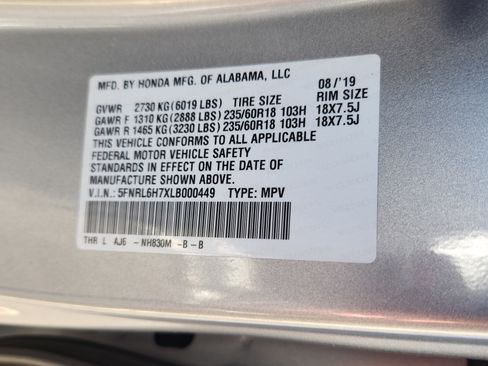 MFD. BY HONDA MFG. OF ALABAMA, LLC 08/'19
GVWR 2730 KG(6019 LBS) TIRE SIZE RIM SIZE
GAWR F 1310 KG(2888 LBS)235/60R18 103H 18X7.5J
GAWR R 1465 KG(3230 LBS)235/60R18 103H 18X7.5J
THIS VEHICLE CONFORMS TO ALL APPLICABLE
FEDERAL MOTOR VEHICLE SAFETY
STANDARDS IN EFFECT ON THE DATE OF
MANUFACTURE SHOWN ABOVE.
V.I.N.: 5FNRL6H7XLB000449 TYPE: MPV
THR L AJ6 - NH830M -B -B